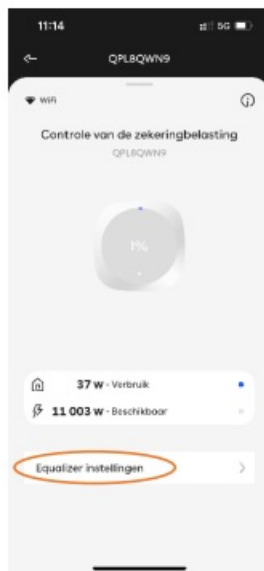 11:14
5G
QPL8QWN9
WiFi
Controle van de zekeringbelasting
QPL8QWN9
1%
37 W - Verbruik
11 003 W - Beschikbaar
Equalizer instellingen